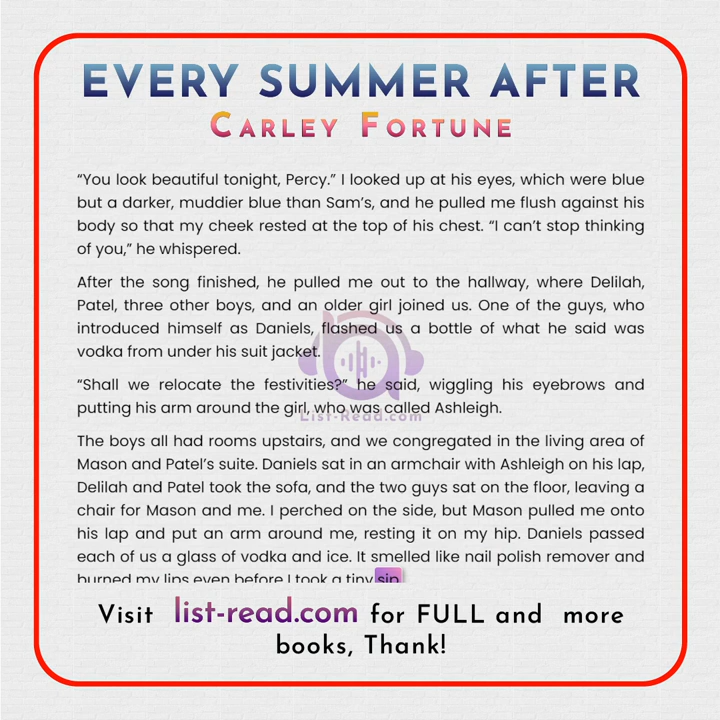 EVERY SUMMER AFTER
CARLEY FORTUNE
“You look beautiful tonight, Percy.” I looked up at his eyes, which were blue
but a darker, muddier blue than Sam’s, and he pulled me flush against his
body so that my cheek rested at the top of his chest. “I can’t stop thinking
of you,” he whispered.
After the song finished, he pulled me out to the hallway, where Delilah,
Patel, three other boys, and an older girl joined us. One of the guys, who
introduced himself as Daniels, flashed us a bottle of what he said was
vodka from under his suit jacket.
“Shall we relocate the festivities?” he said, wiggling his eyebrows and
putting his arm around the girl, who was called Ashleigh.
List-Read.com
The boys all had rooms upstairs, and we congregated in the living area of
Mason and Patel’s suite. Daniels sat in an armchair with Ashleigh on his lap,
Delilah and Patel took the sofa, and the two guys sat on the floor, leaving a
chair for Mason and me. I perched on the side, but Mason pulled me onto
his lap and put an arm around me, resting it on my hip. Daniels passed
each of us a glass of vodka and ice. It smelled like nail polish remover and
burned my lips even before I took a tiny sip
Visit list-read.com for FULL and more
books, Thank!